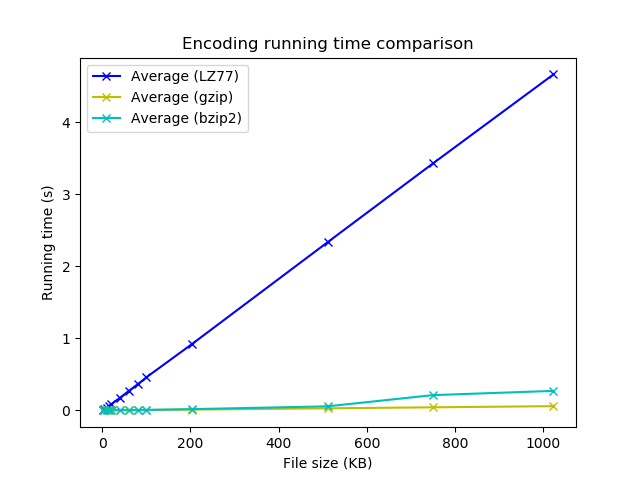 Encoding running time comparison
Average (LZ77)
Average (gzip)
Average (bzip2)
Running time (s)
4
3
2
1
0
0 200 400 600 800 1000
File size (KB)